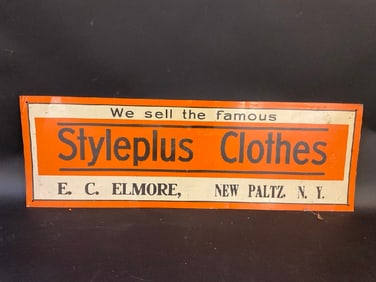 We sell the famous
Styleplus Clothes
E. C. ELMORE, NEW PALTZ. N. Y.